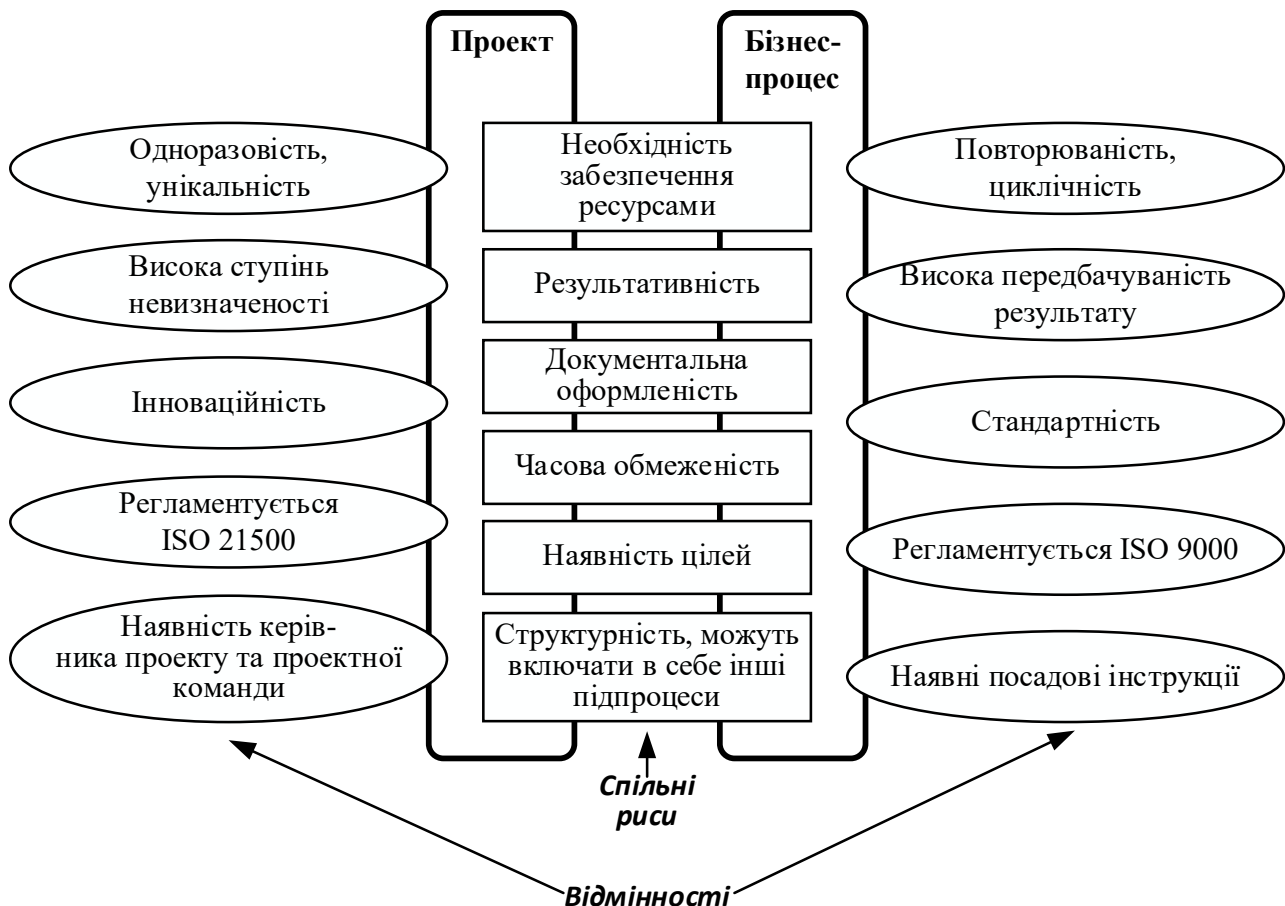 Проект
Бізнес-
процес
Одноразовість,
унікальність
Висока ступінь
невизначеності
Інноваційність
Регламентується
ISO 21500
Наявність керів-
ника проекту та проектної
команди
Необхідність
забезпечення
ресурсами
Результативність
Документальна
оформленість
Часова обмеженість
Наявність цілей
Структурність, можуть
включати в себе інші
підпроцеси
Повторюваність,
циклічність
Висока передбачуваність
результату
Стандартність
Регламентується ISO 9000
Наявні посадові інструкції
Спільні
риси
Відмінності